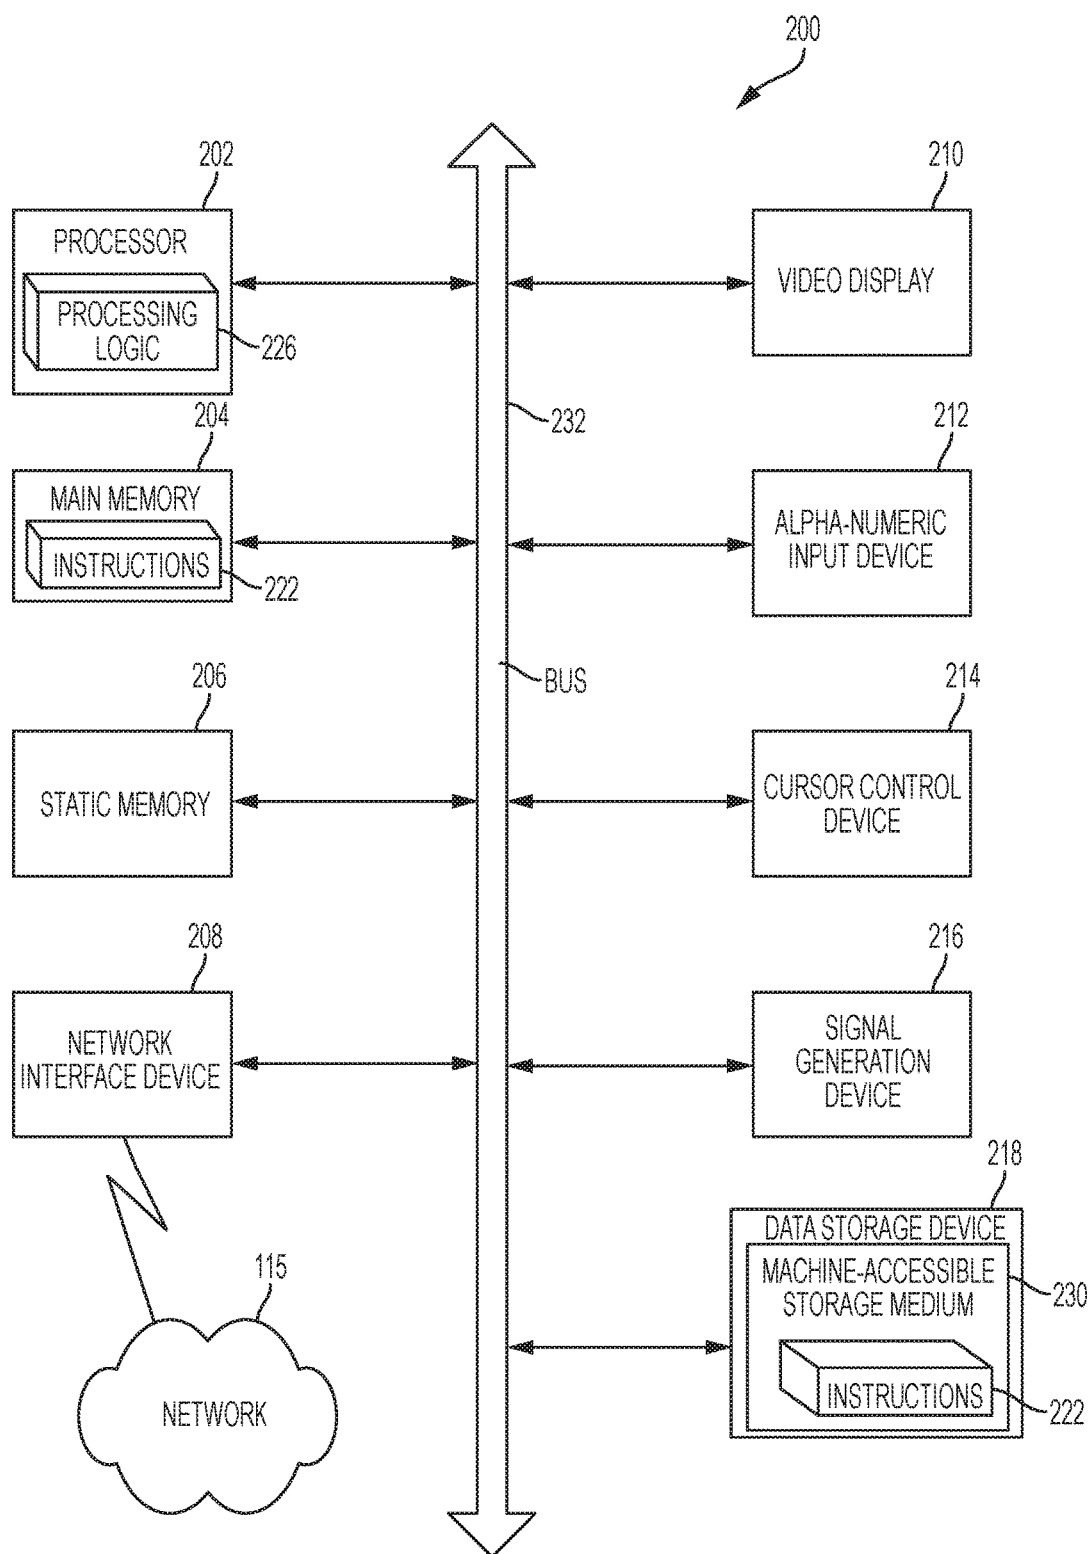 200
202
PROCESSOR
PROCESSING
LOGIC
226
210
VIDEO DISPLAY
232
204
MAIN MEMORY
INSTRUCTIONS
222
212
ALPHA-NUMERIC
INPUT DEVICE
BUS
206
STATIC MEMORY
214
CURSOR CONTROL
DEVICE
208
NETWORK
INTERFACE DEVICE
216
SIGNAL
GENERATION
DEVICE
115
NETWORK
218
DATA STORAGE DEVICE
MACHINE-ACCESSIBLE
STORAGE MEDIUM
230
INSTRUCTIONS
222